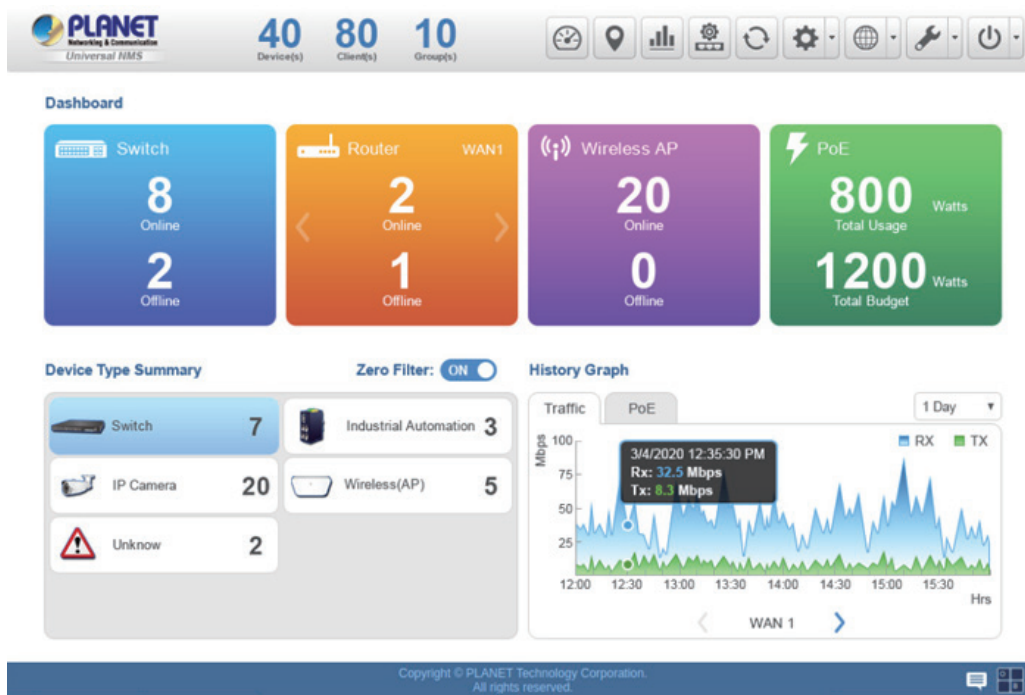 PLANET
Networking & Communication
Universal NMS
40
Device(s)
80
Client(s)
10
Group(s)
Dashboard
Switch
8
Online
2
Offline
Router WAN1
2
Online
1
Offline
Wireless AP
20
Online
0
Offline
PoE
800 Watts
Total Usage
1200 Watts
Total Budget
Device Type Summary
Zero Filter: ON
Switch 7
Industrial Automation 3
IP Camera 20
Wireless(AP) 5
Unknow 2
History Graph
Traffic
PoE
1 Day
Mbps
RX TX
3/4/2020 12:35:30 PM
Rx: 32.5 Mbps
Tx: 8.3 Mbps
100
75
50
25
12:00 12:30 13:00 13:30 14:00 14:30 15:00 15:30
Hrs
WAN 1
Copyright © PLANET Technology Corporation.
All rights reserved.